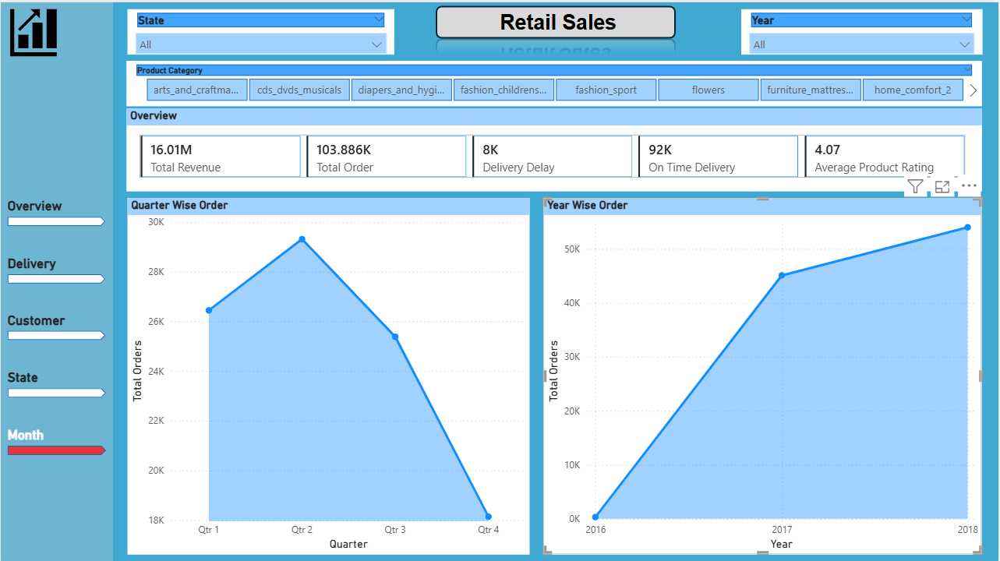 State
Retail Sales
Year
All
All
Product Category
arts_and_craftma...
cds_dvds_musicals
diapers_and_hygi...
fashion_childrens...
fashion_sport
flowers
furniture_mattres...
home_comfort_2
Overview
16.01M
Total Revenue
103.886K
Total Order
8K
Delivery Delay
92K
On Time Delivery
4.07
Average Product Rating
Overview
Delivery
Customer
State
Month
Quarter Wise Order
30K
28K
26K
24K
22K
20K
18K
Total Orders
Qtr 1
Qtr 2
Qtr 3
Qtr 4
Quarter
Year Wise Order
50K
40K
30K
20K
10K
0K
Total Orders
2016
2017
2018
Year